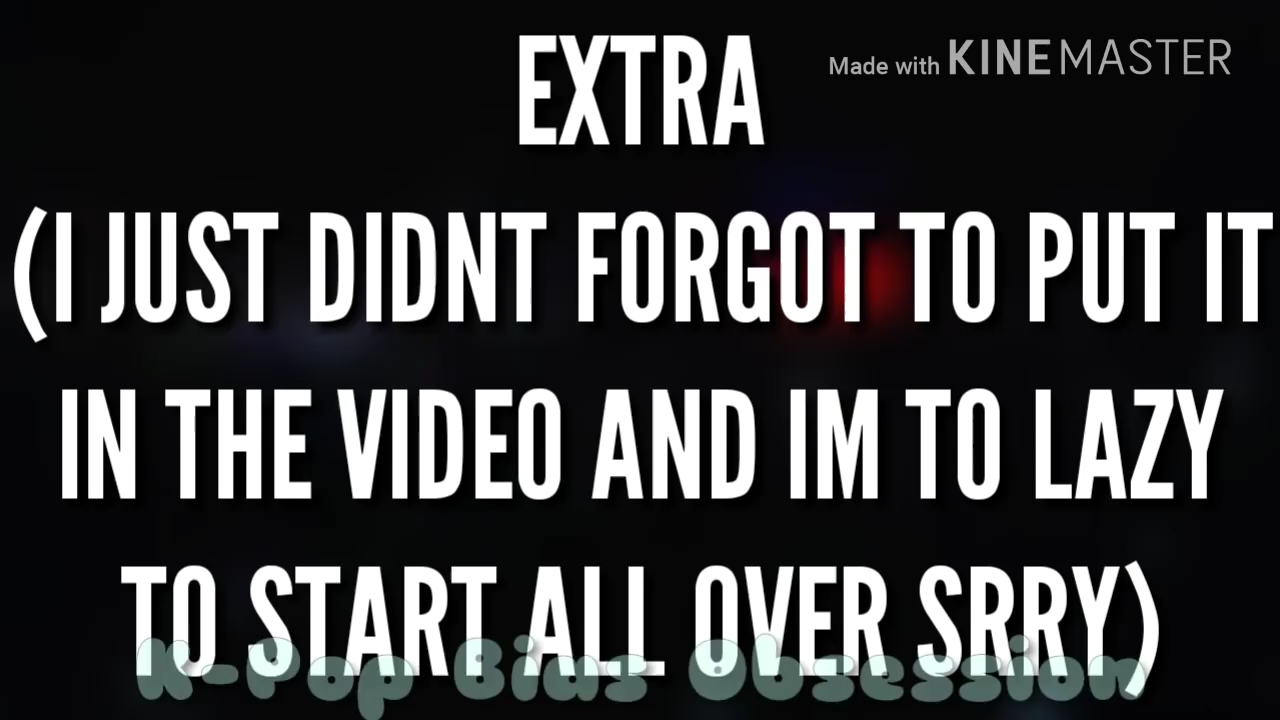 EXTRA
Made with KINEMASTER
(I JUST DIDNT FORGOT TO PUT IT
IN THE VIDEO AND IM TO LAZY
TO START ALL OVER SRRY)
K-Pop Bias Obsession